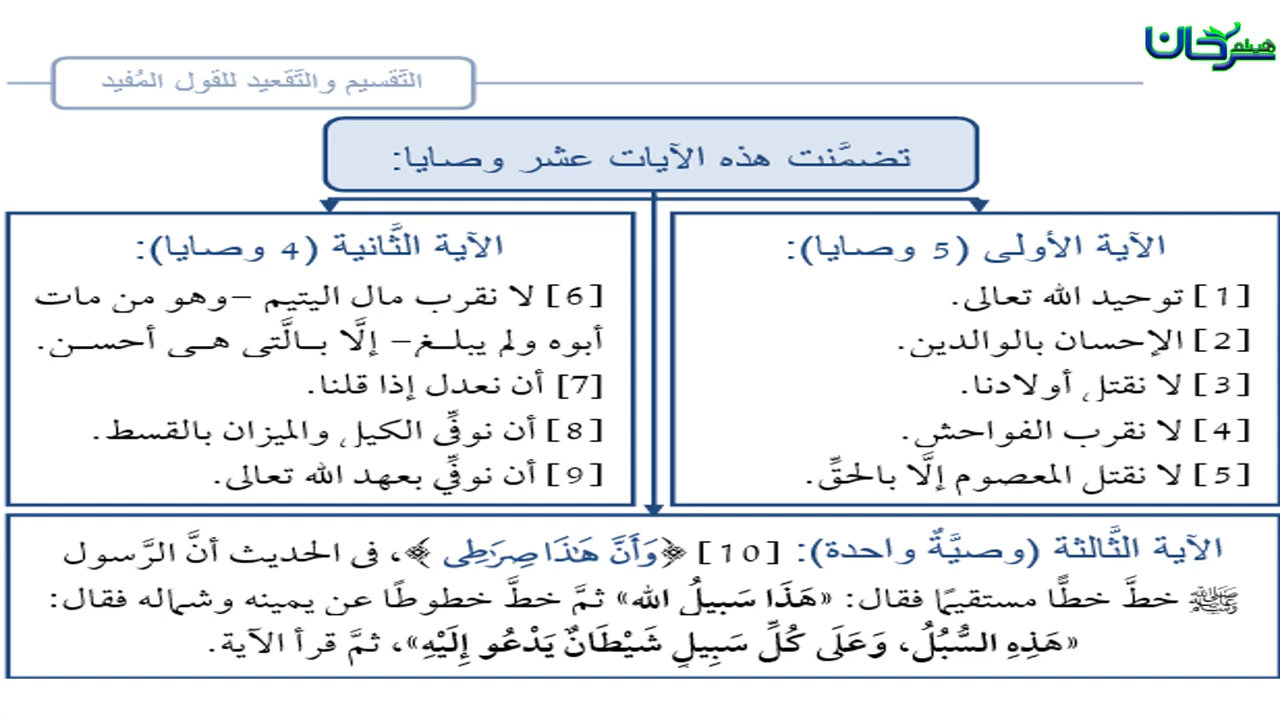 هيثم سرحان
التَّقسيم والتَّقعيد للقول المُفيد
تضمَّنت هذه الآيات عشر وصايا:
الآية الأولى (5 وصايا):
[1] توحيد الله تعالى.
[2] الإحسان بالوالدين.
[3] لا نقتل أولادنا.
[4] لا نقرب الفواحش.
[5] لا نقتل المعصوم إلَّا بالحقِّ.
الآية الثَّانية (4 وصايا):
[6] لا نقرب مال اليتيم –وهو من مات
أبوه ولم يبلـغ– إلَّا بـالَّتي هـي أحسـن.
[7] أن نعدل إذا قلنا.
[8] أن نوفِّي الكيل والميزان بالقسط.
[9] أن نوفِّي بعهد الله تعالى.
الآية الثَّالثة (وصيَّةٌ واحدة): [10] ﴿وَأَنَّ هَٰذَا صِرَٰطِي﴾، في الحديث أنَّ الرَّسول
ﷺ خطَّ خطًّا مستقيمًا فقال: «هَذَا سَبِيلُ الله» ثمَّ خطَّ خطوطًا عن يمينه وشماله فقال:
«هَذِهِ السُّبُلُ، وَعَلَى كُلِّ سَبِيلٍ شَيْطَانٌ يَدْعُو إِلَيْهِ»، ثمَّ قرأ الآية.